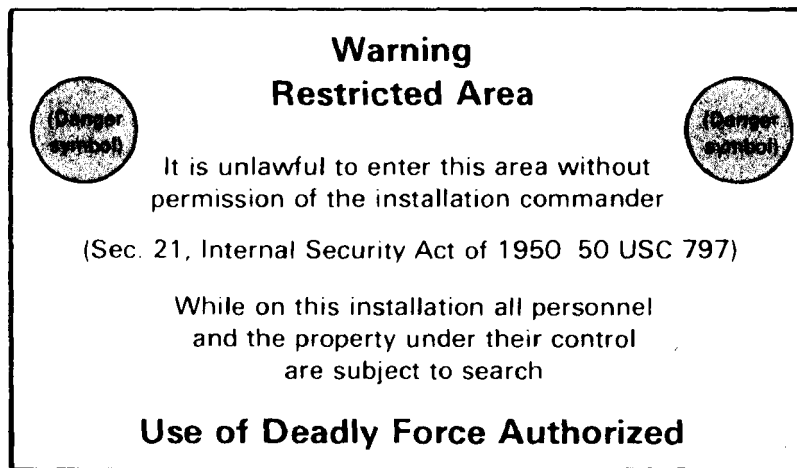 Warning
Restricted Area
(Danger
symbol)
(Danger
symbol)
It is unlawful to enter this area without
permission of the installation commander
(Sec. 21, Internal Security Act of 1950 50 USC 797)
While on this installation all personnel
and the property under their control
are subject to search
Use of Deadly Force Authorized